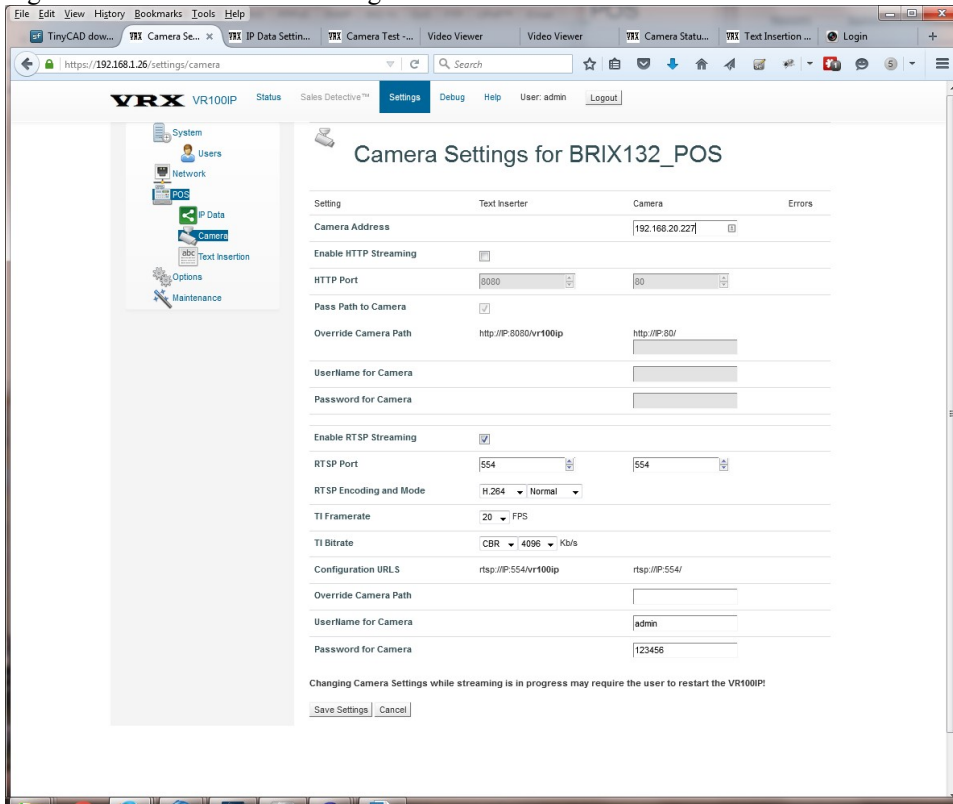 File Edit View History Bookmarks Tools Help
TinyCAD dow... VRX Camera Se... × VRX IP Data Settin... VRX Camera Test -... Video Viewer Video Viewer VRX Camera Statu... VRX Text Insertion ... Login +
https://192.168.1.26/settings/camera Search 5
VRX VR100IP Status Sales Detective™ Settings Debug Help User: admin Logout
System
Users
Network
POS
IP Data
Camera
abc Text Insertion
Options
Maintenance
Camera Settings for BRIX132_POS
Setting Text Inserter Camera Errors
Camera Address 192.168.20.227
Enable HTTP Streaming
HTTP Port 8080 80
Pass Path to Camera
Override Camera Path http://IP:8080/vr100ip http://IP:80/
UserName for Camera
Password for Camera
Enable RTSP Streaming
RTSP Port 554 554
RTSP Encoding and Mode H.264 Normal
TI Framerate 20 FPS
TI Bitrate CBR 4096 Kb/s
Configuration URLS rtsp://IP:554/vr100ip rtsp://IP:554/
Override Camera Path
UserName for Camera admin
Password for Camera 123456
Changing Camera Settings while streaming is in progress may require the user to restart the VR100IP!
Save Settings Cancel